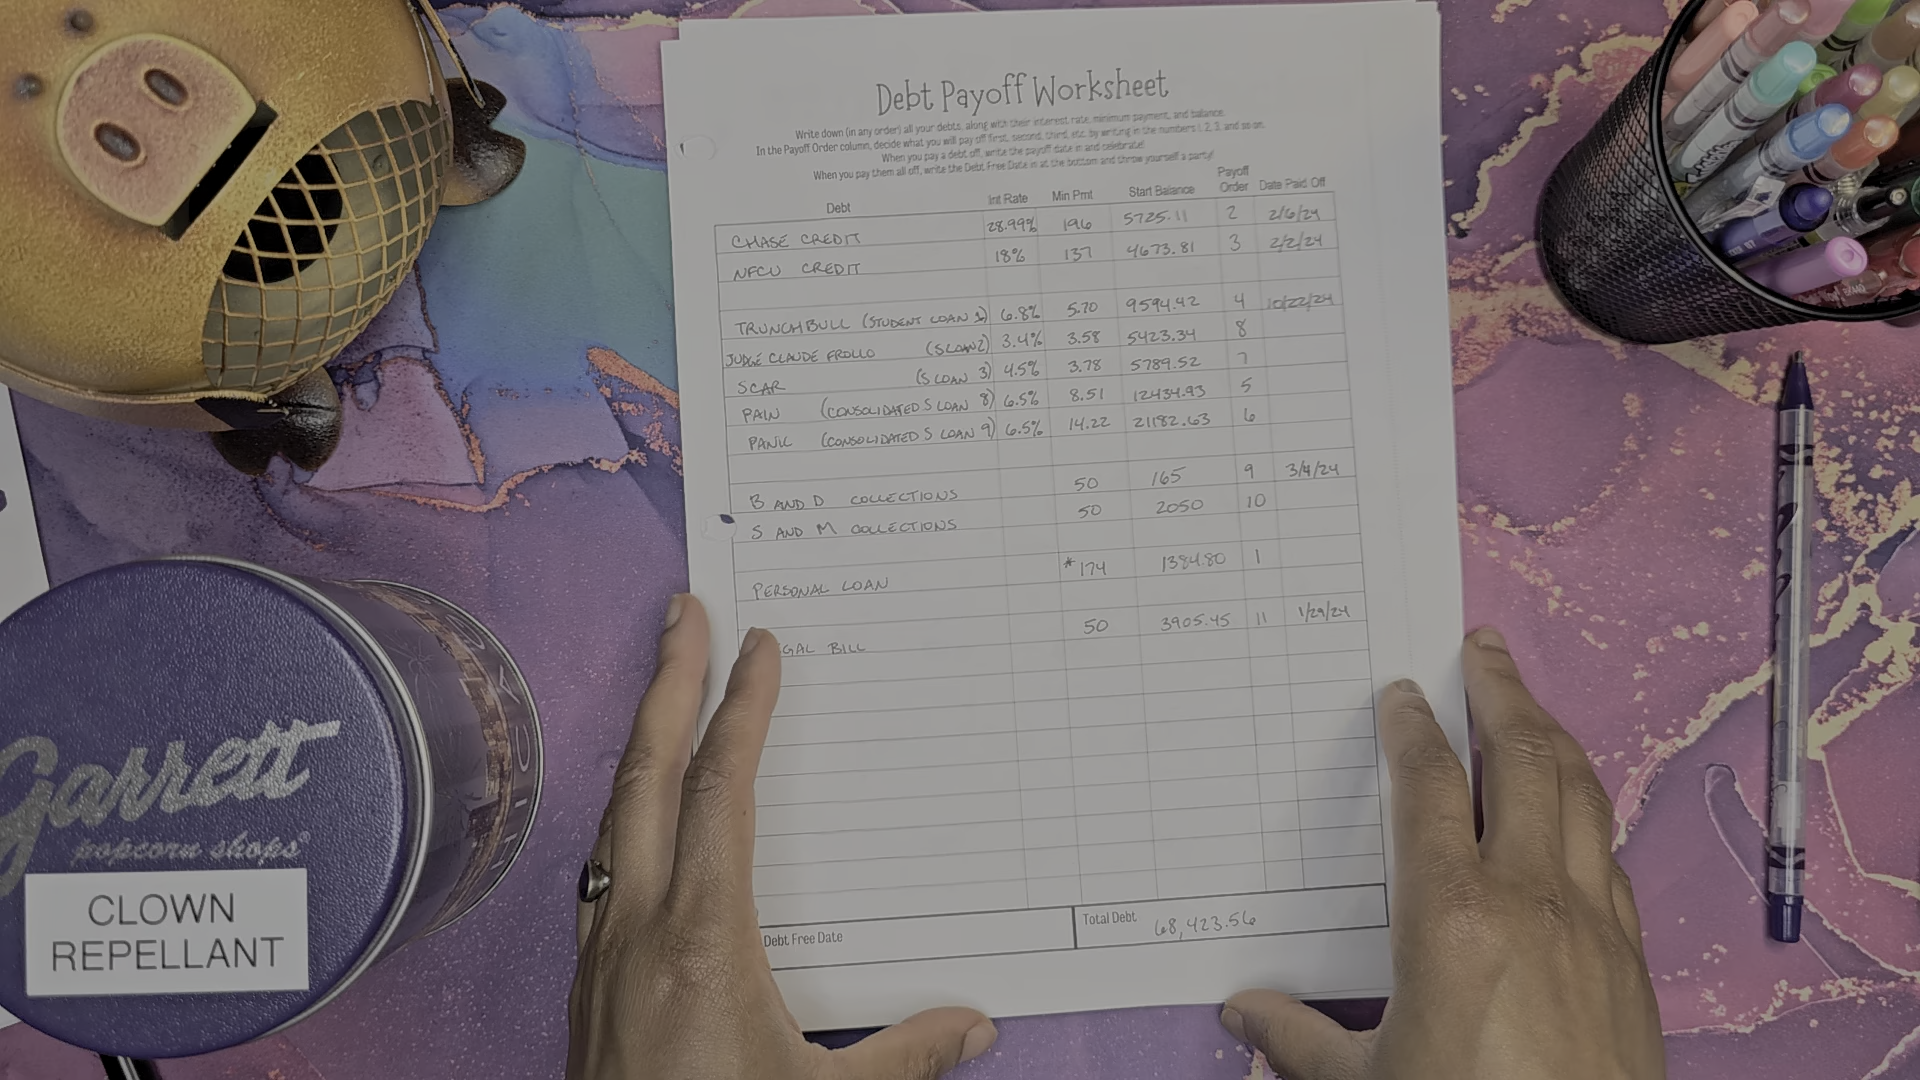 Debt Payoff Worksheet
Write down (in any order) all your debts, along with their interest rate, minimum payment, and balance.
In the Payoff Order column, decide what you will pay off first, second, third, etc. by writing in the numbers 1, 2, 3, and so on.
When you pay a debt off, write the payoff date in and celebrate!
When you pay them all off, write the Debt Free Date in at the bottom and throw yourself a party!
Debt Int Rate Min Pmt Start Balance Payoff Order Date Paid Off
CHASE CREDIT 28.99% 196 5725.11 2 2/6/24
NFCU CREDIT 18% 137 4673.81 3 2/2/24
TRUNCHBULL (STUDENT LOAN 1) 6.8% 5.70 9594.42 4 10/22/24
JUDGE CLAUDE FROLLO (S LOAN 2) 3.4% 3.58 5423.34 8
SCAR (S LOAN 3) 4.5% 3.78 5789.52 7
PAIN (CONSOLIDATED S LOAN 8) 6.5% 8.51 12434.93 5
PANIC (CONSOLIDATED S LOAN 9) 6.5% 14.22 21182.63 6
B AND D COLLECTIONS 50 165 9 3/4/24
S AND M COLLECTIONS 50 2050 10
PERSONAL LOAN *174 1384.80 1
GAL BILL 50 3905.45 11 1/29/24
Debt Free Date Total Debt 68,423.56
Garrett
popcorn shops®
CLOWN
REPELLANT